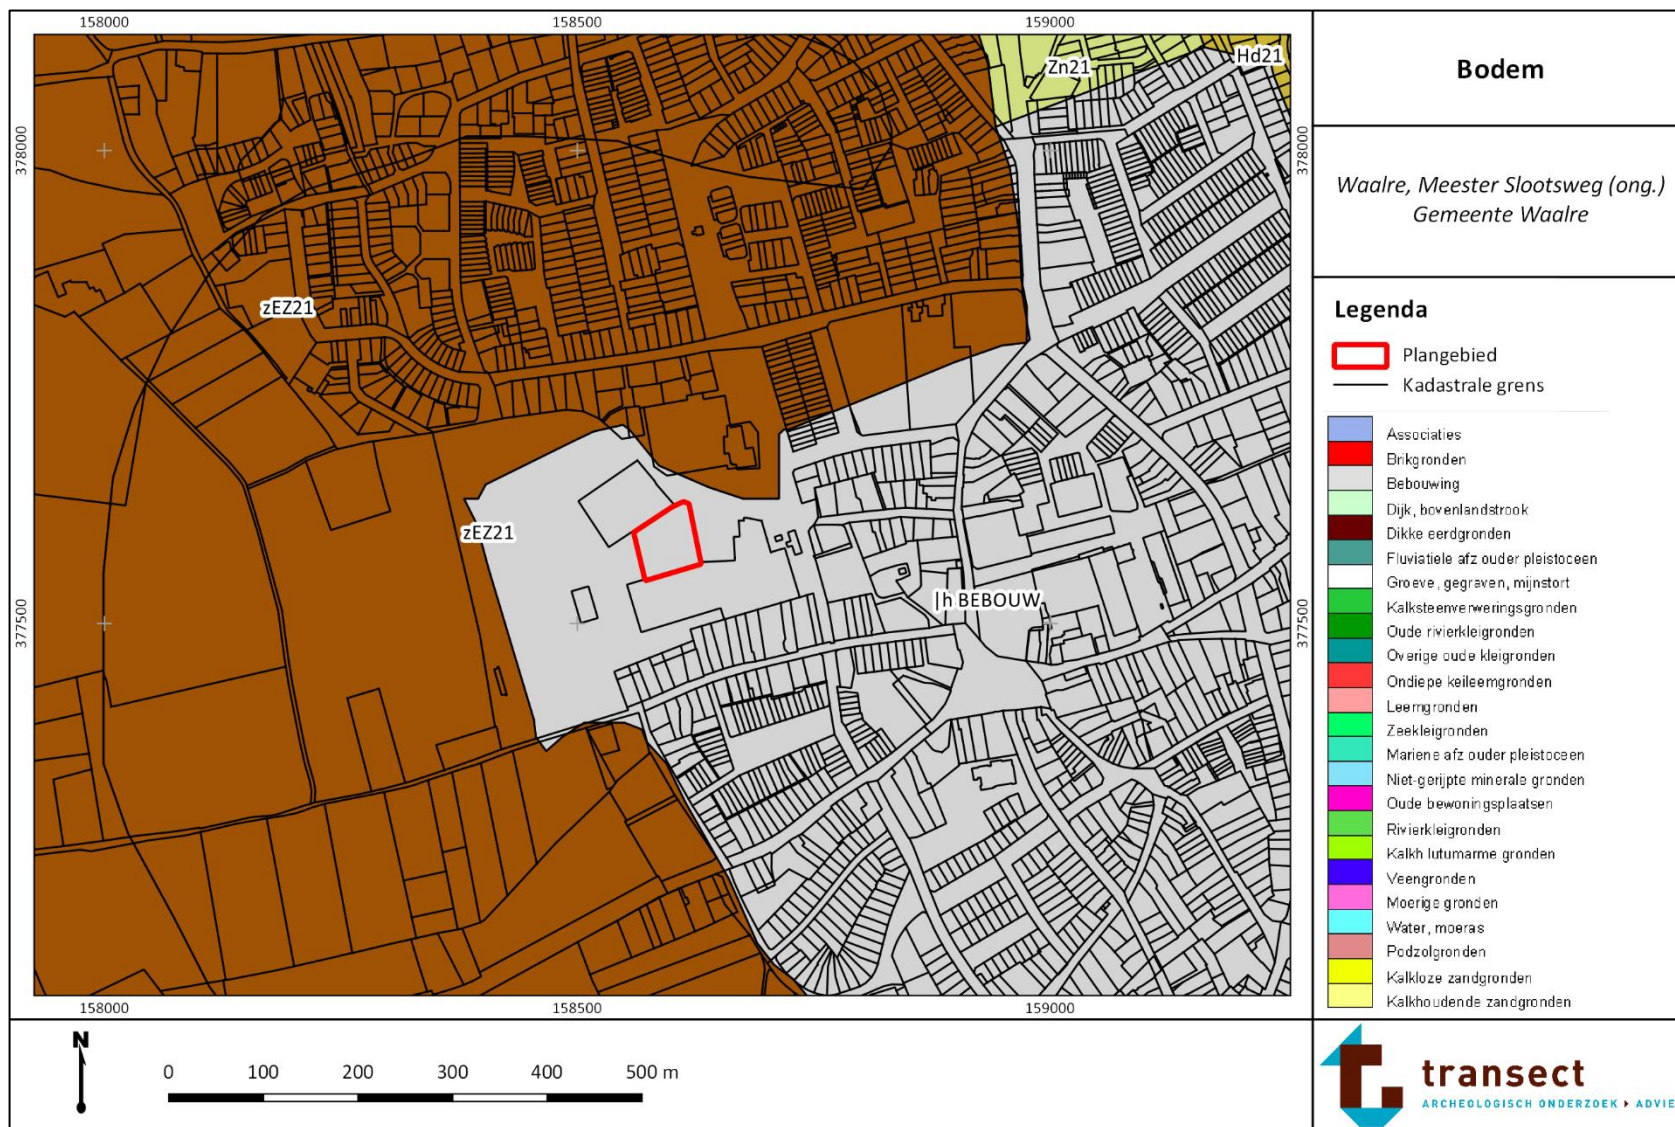 158000
158500
159000
Zn21
Hd21
378000
378000
zEZ21
zEZ21
|h BEBOUW
377500
377500
158000
158500
159000
N
0
100
200
300
400
500 m
Bodem
Waalre, Meester Slootsweg (ong.)
Gemeente Waalre
Legenda
Plangebied
Kadastrale grens
Associaties
Brikgronden
Bebouwing
Dijk, bovenlandstrook
Dikke eerdgronden
Fluviatiele afz ouder pleistoceen
Groeve, gegraven, mijnstort
Kalksteenverweringsgronden
Oude rivierkleigronden
Overige oude kleigronden
Ondiepe keileemgronden
Leemgronden
Zeekleigronden
Mariene afz ouder pleistoceen
Niet-gerijpte minerale gronden
Oude bewoningsplaatsen
Rivierkleigronden
Kalkh lutumarme gronden
Veengronden
Moerige gronden
Water, moeras
Podzolgronden
Kalkloze zandgronden
Kalkhoudende zandgronden
transect
ARCHEOLOGISCH ONDERZOEK ▸ ADVIE